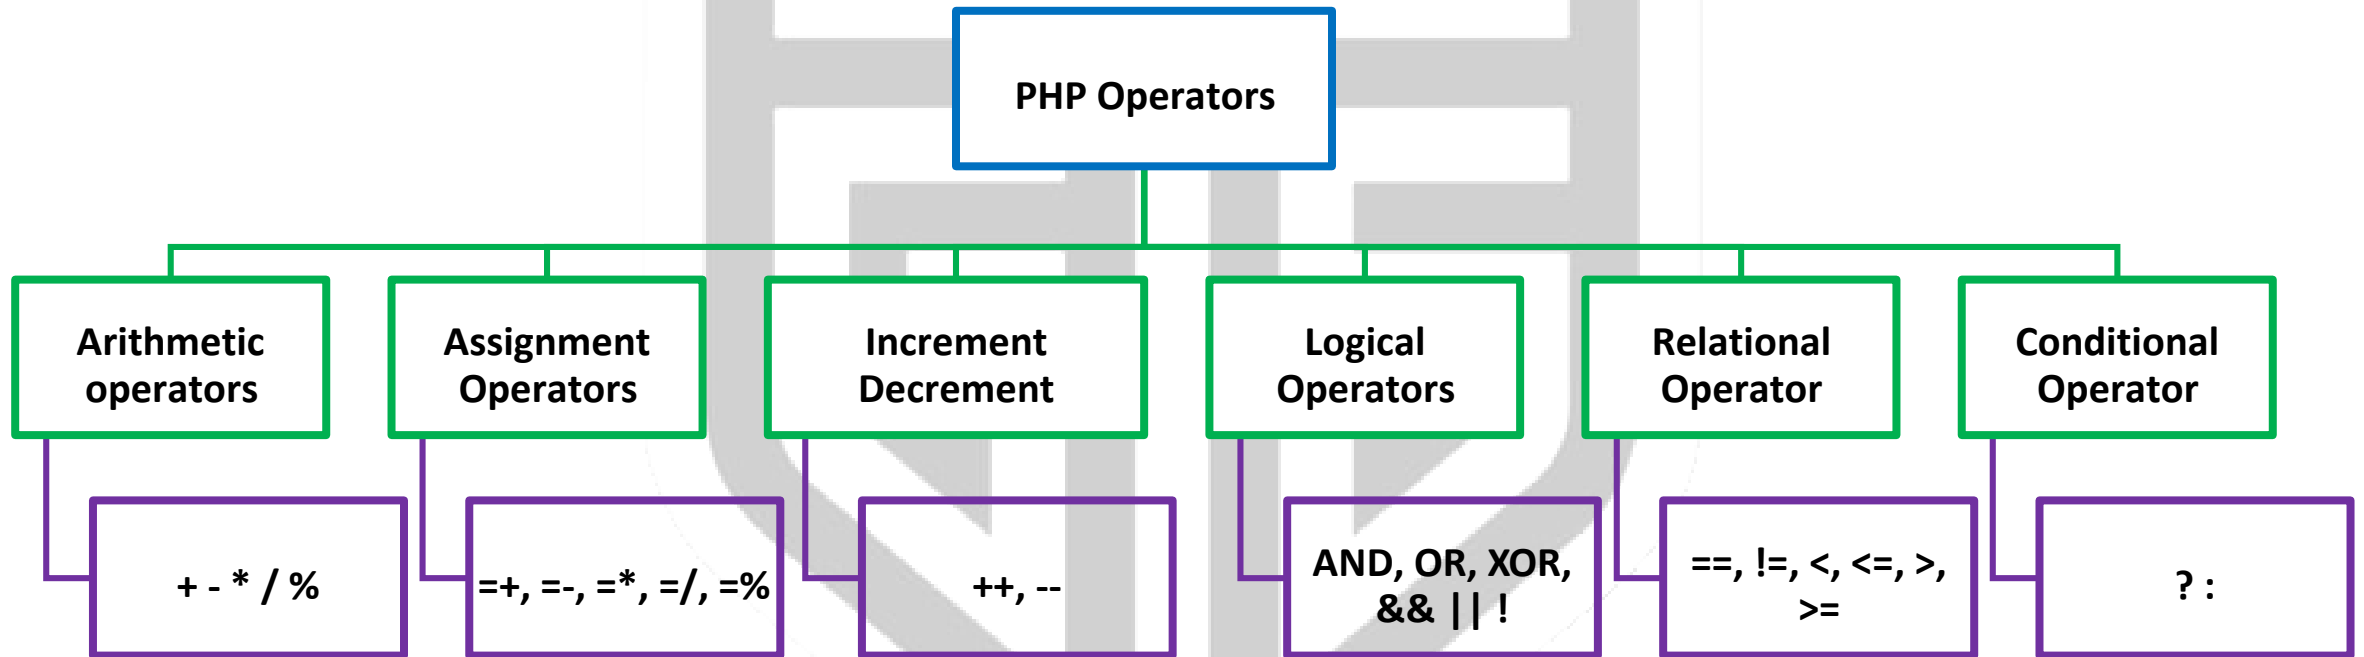 PHP Operators
Arithmetic
operators
Assignment
Operators
Increment
Decrement
Logical
Operators
Relational
Operator
Conditional
Operator
+ - * / %
=+, =-, =*, =/, =%
++, --
AND, OR, XOR,
&& || !
==, !=, <, <=, >,
>=
? :